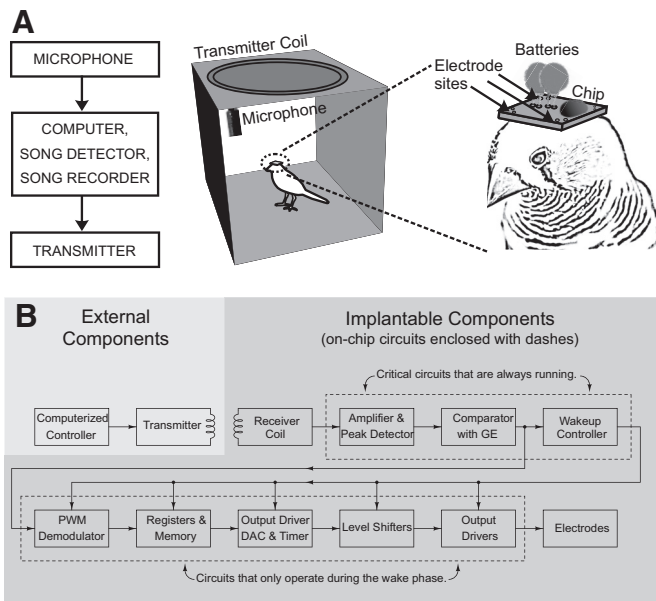 A
MICROPHONE
COMPUTER,
SONG DETECTOR,
SONG RECORDER
TRANSMITTER
Transmitter Coil
Microphone
Batteries
Electrode
sites
Chip
B
External
Components
Implantable Components
(on-chip circuits enclosed with dashes)
Critical circuits that are always running.
Computerized
Controller
Transmitter
Receiver
Coil
Amplifier &
Peak Detector
Comparator
with GE
Wakeup
Controller
PWM
Demodulator
Registers &
Memory
Output Driver
DAC & Timer
Level Shifters
Output
Drivers
Electrodes
Circuits that only operate during the wake phase.